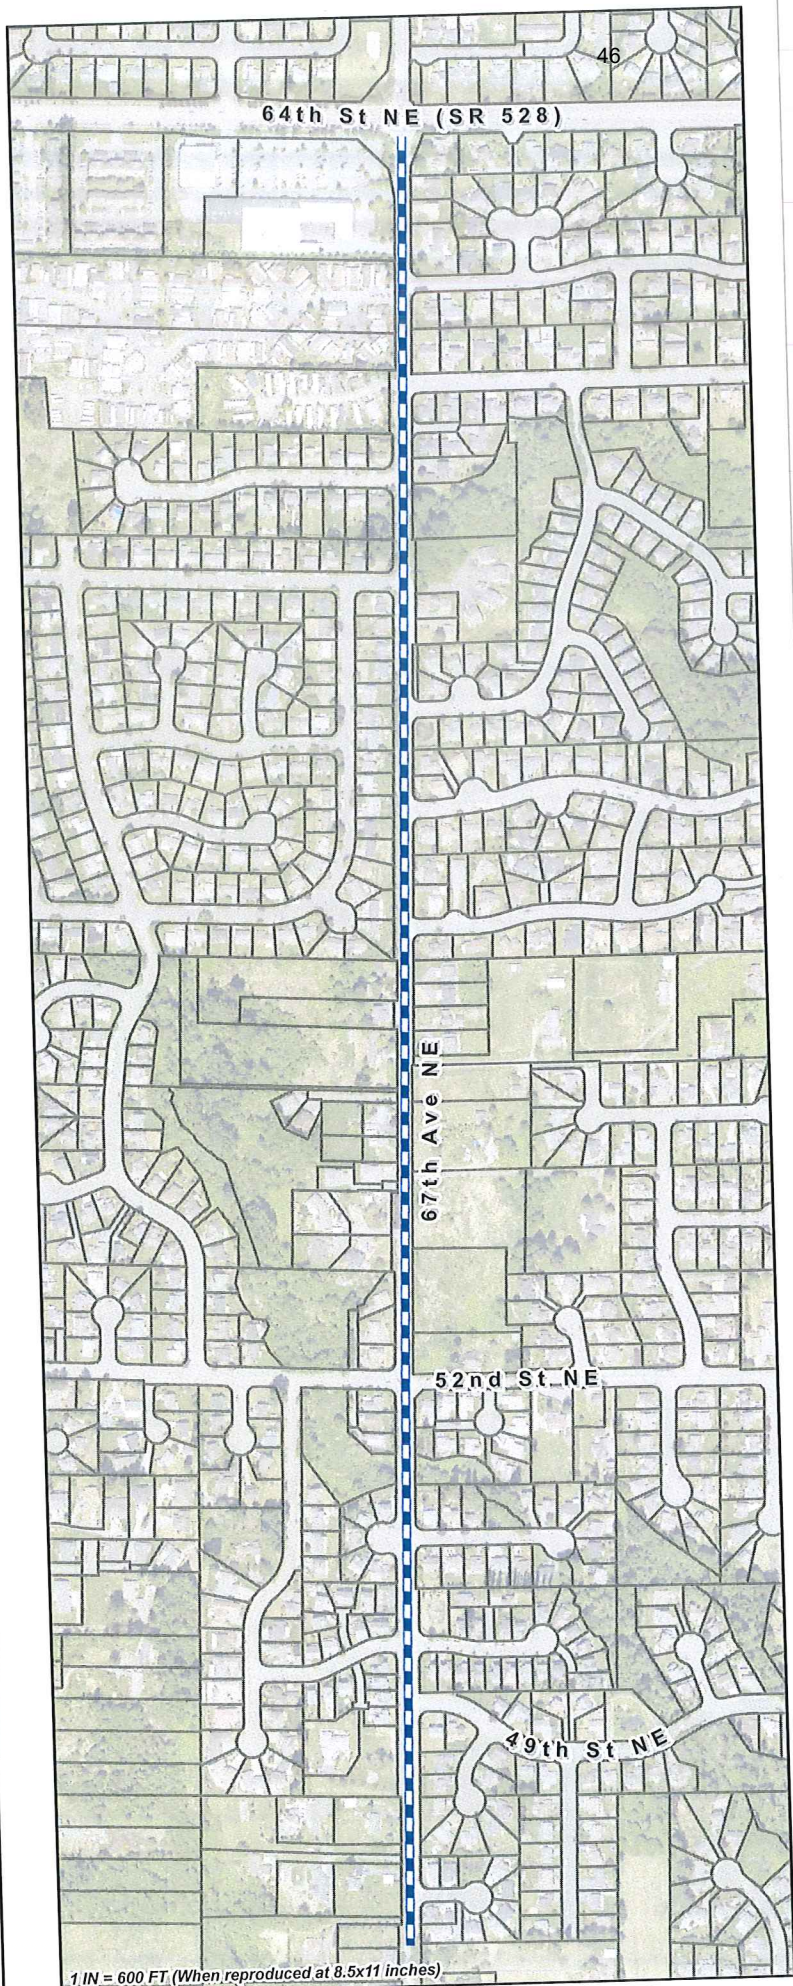 46
64th St NE (SR 528)
67th Ave NE
52nd St NE
49th St NE
1 IN = 600 FT (When reproduced at 8.5x11 inches)